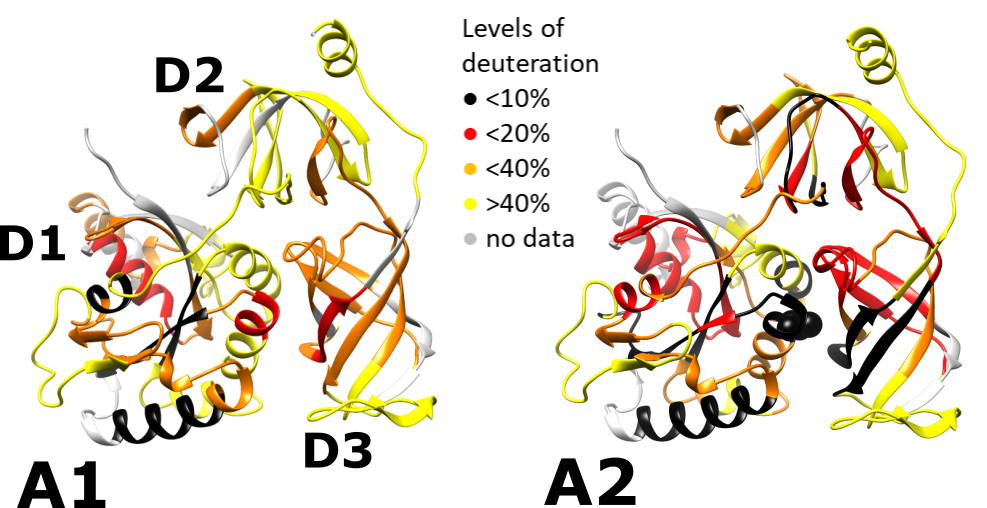 D2
Levels of
deuteration
<10%
<20%
<40%
>40%
no data
D1
D3
A1
A2